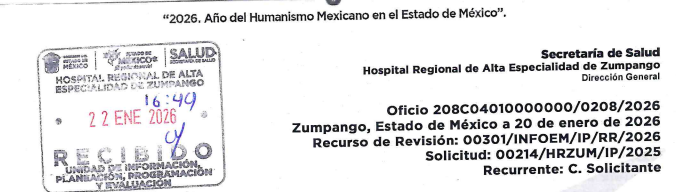 “2026. Año del Humanismo Mexicano en el Estado de México”.
ESTADO DE MÉXICO
SALUD
HOSPITAL REGIONAL DE ALTA
ESPECIALIDAD DE ZUMPANGO
16:49
22 ENE 2026
RECIBIDO
UNIDAD DE INFORMACIÓN,
PLANEACIÓN, PROGRAMACIÓN
Y EVALUACIÓN
Secretaría de Salud
Hospital Regional de Alta Especialidad de Zumpango
Dirección General
Oficio 208C04010000000/0208/2026
Zumpango, Estado de México a 20 de enero de 2026
Recurso de Revisión: 00301/INFOEM/IP/RR/2026
Solicitud: 00214/HRZUM/IP/2025
Recurrente: C. Solicitante